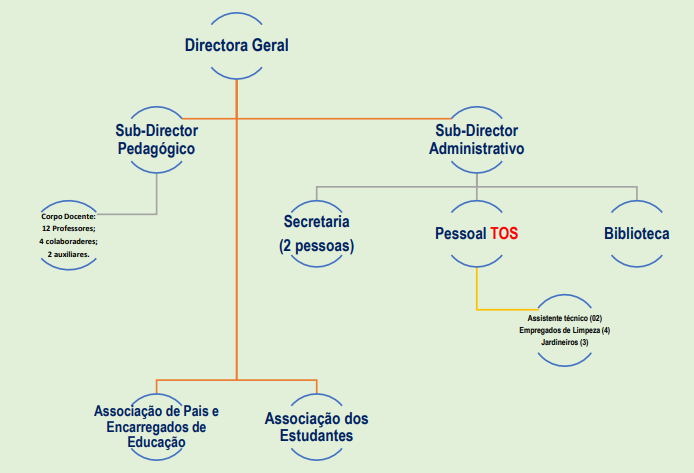 Directora Geral
Sub-Director
Pedagógico
Sub-Director
Administrativo
Corpo Docente:
12 Professores;
4 colaboraderes;
2 auxiliares.
Secretaria
(2 pessoas)
Pessoal TOS
Biblioteca
Assistente técnico (02)
Empregados de Limpeza (4)
Jardineiros (3)
Associação de Pais e
Encarregados de
Educação
Associação dos
Estudantes